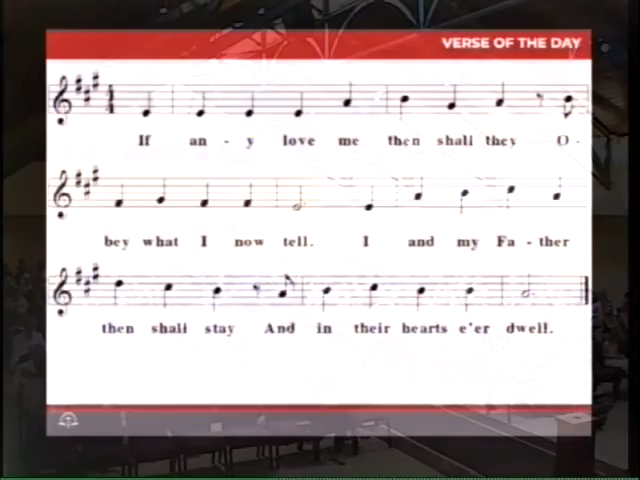 VERSE OF THE DAY
If an - y love me then shall they O -
bey what I now tell. I and my Fa - ther
then shall stay And in their hearts e'er dwell.